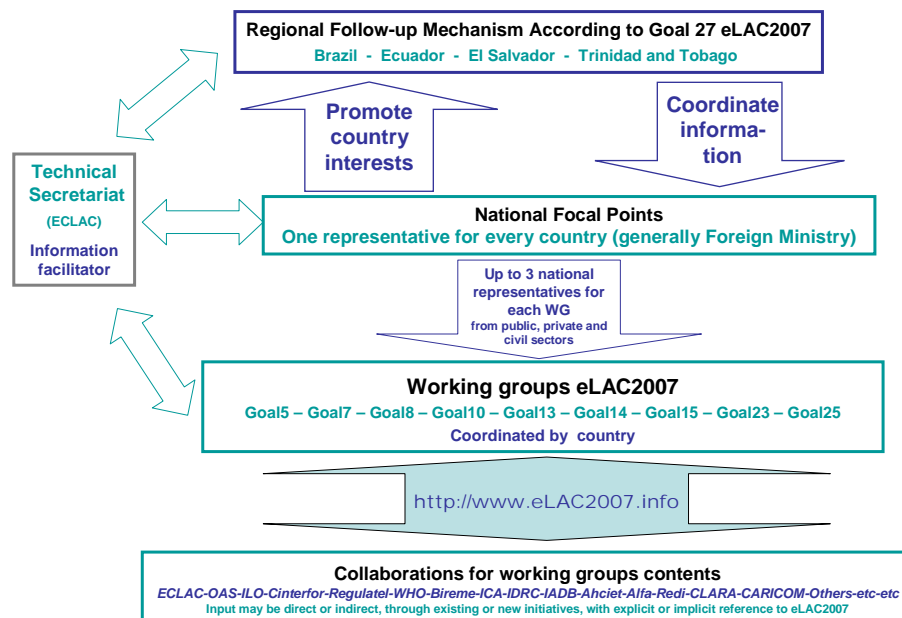 Regional Follow-up Mechanism According to Goal 27 eLAC2007
Brazil - Ecuador - El Salvador - Trinidad and Tobago
Promote
country
interests
Coordinate
informa-
tion
Technical
Secretariat
(ECLAC)
Information
facilitator
National Focal Points
One representative for every country (generally Foreign Ministry)
Up to 3 national
representatives for
each WG
from public, private and
civil sectors
Working groups eLAC2007
Goal5 – Goal7 – Goal8 – Goal10 – Goal13 – Goal14 – Goal15 – Goal23 – Goal25
Coordinated by country
http://www.eLAC2007.info
Collaborations for working groups contents
ECLAC-OAS-ILO-Cinterfor-Regulatel-WHO-Bireme-ICA-IDRC-IADB-Ahciet-Alfa-Redi-CLARA-CARICOM-Others-etc-etc
Input may be direct or indirect, through existing or new initiatives, with explicit or implicit reference to eLAC2007